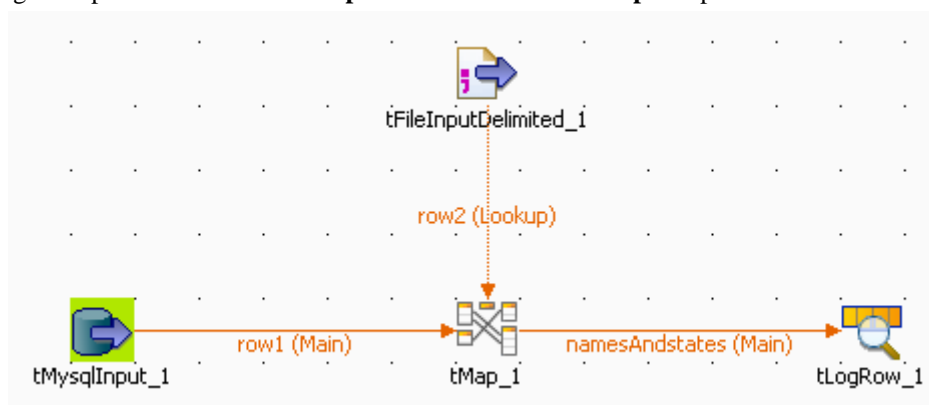 tFileInputDelimited_1
row2 (Lookup)
row1 (Main)
namesAndstates (Main)
tMysqlInput_1
tMap_1
tLogRow_1